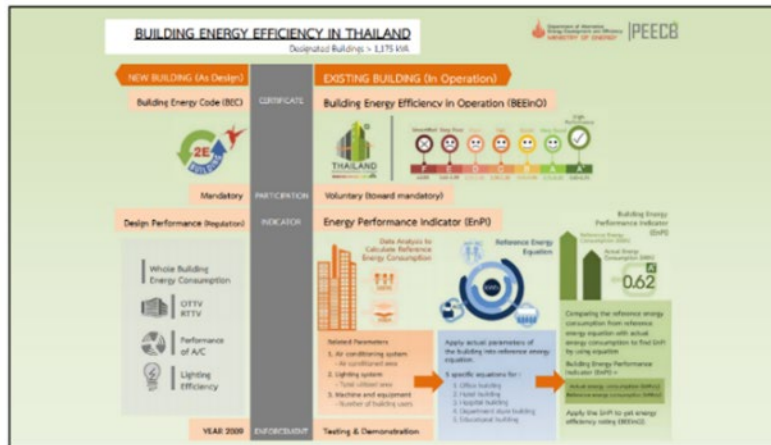 BUILDING ENERGY EFFICIENCY IN THAILAND
Designated Buildings > 1,175 kVA
Department of Alternative
Energy Development and Efficiency
MINISTRY OF ENERGY
PEECB
NEW BUILDING (As Design)
EXISTING BUILDING (In Operation)
Building Energy Code (BEC)
CERTIFICATE
Building Energy Efficiency in Operation (BEEinO)
2E
BUILDING
THAILAND
High
Performance
F E D C B A A+
Mandatory
PARTICIPATION
Voluntary (toward mandatory)
Design Performance (Regulation)
INDICATOR
Energy Performance Indicator (EnPI)
Whole Building
Energy Consumption
OTTV
RTTV
Performance
of A/C
Lighting
Efficiency
Data Analysis to
Calculate Reference
Energy Consumption
Related Parameters
1. Air conditioning system
- Air conditioned area
2. Lighting system
- Total utilized area
3. Machine and equipment
- Number of building users
Reference Energy
Equation
Apply actual parameters of
the building into reference energy
equation.
5 specific equations for :
1. Office building
2. Hotel building
3. Hospital building
4. Department store building
5. Educational building
Building Energy
Performance Indicator
(EnPI)
Reference Energy
Consumption
Actual Energy
Consumption
0.62
Comparing the reference energy
consumption from reference
energy equation with actual
energy consumption to find EnPI
by using equation
Building Energy Performance
Indicator (EnPI) =
Actual energy consumption
Reference energy consumption
Apply the EnPI to get energy
efficiency rating (BEEinO)
YEAR 2009
ENFORCEMENT
Testing & Demonstration